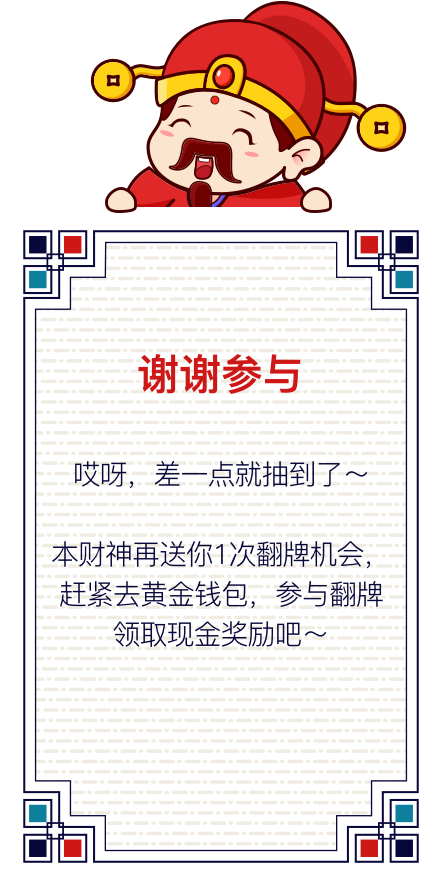 谢谢参与
哎呀，差一点就抽到了～
本财神再送你1次翻牌机会，
赶紧去黄金钱包，参与翻牌
领取现金奖励吧～